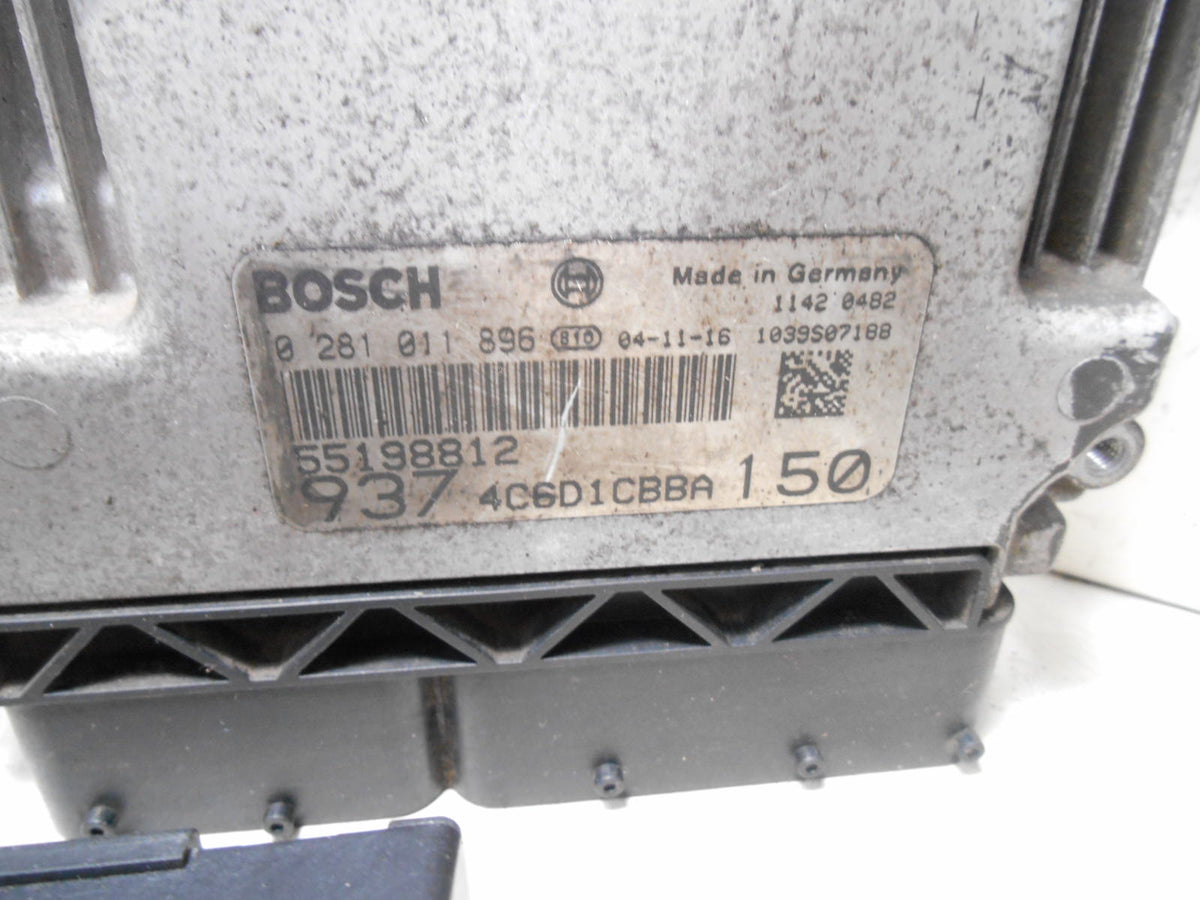 BOSCH
Made in Germany
1142 0482
0 281 011 896 810 04-11-16 1039S07188
55198812
937 4C6D1CBBA 150